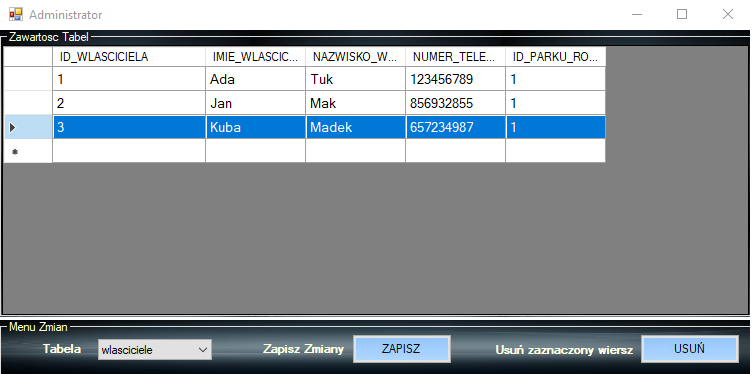 Administrator
Zawartosc Tabel
ID_WLASCICIELA IMIE_WLASCIC... NAZWISKO_W... NUMER_TELE... ID_PARKU_RO...
1 Ada Tuk 123456789 1
2 Jan Mak 856932855 1
3 Kuba Madek 657234987 1
*
Menu Zmian
Tabela wlasciciele Zapisz Zmiany ZAPISZ Usuń zaznaczony wiersz USUŃ